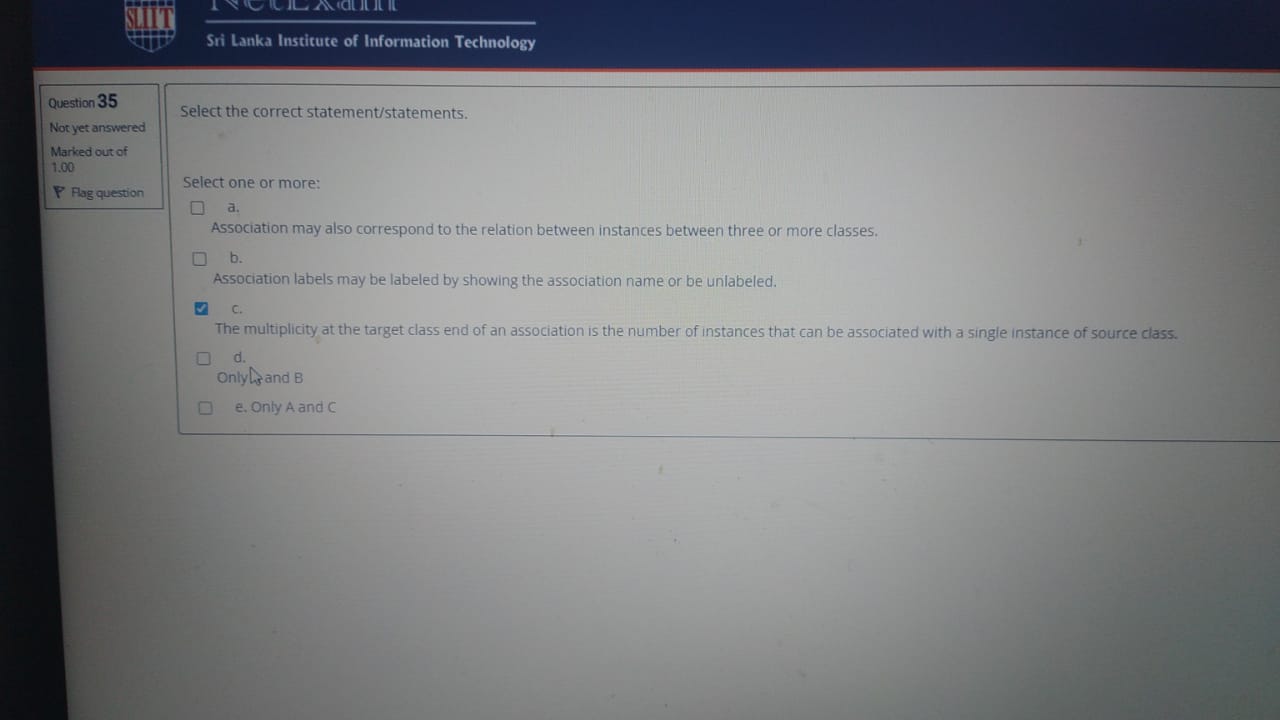 SLIIT
Sri Lanka Institute of Information Technology
Question 35
Not yet answered
Marked out of
1.00
Flag question
Select the correct statement/statements.
Select one or more:
a.
Association may also correspond to the relation between instances between three or more classes.
b.
Association labels may be labeled by showing the association name or be unlabeled.
c.
The multiplicity at the target class end of an association is the number of instances that can be associated with a single instance of source class.
d.
Only and B
e. Only A and C